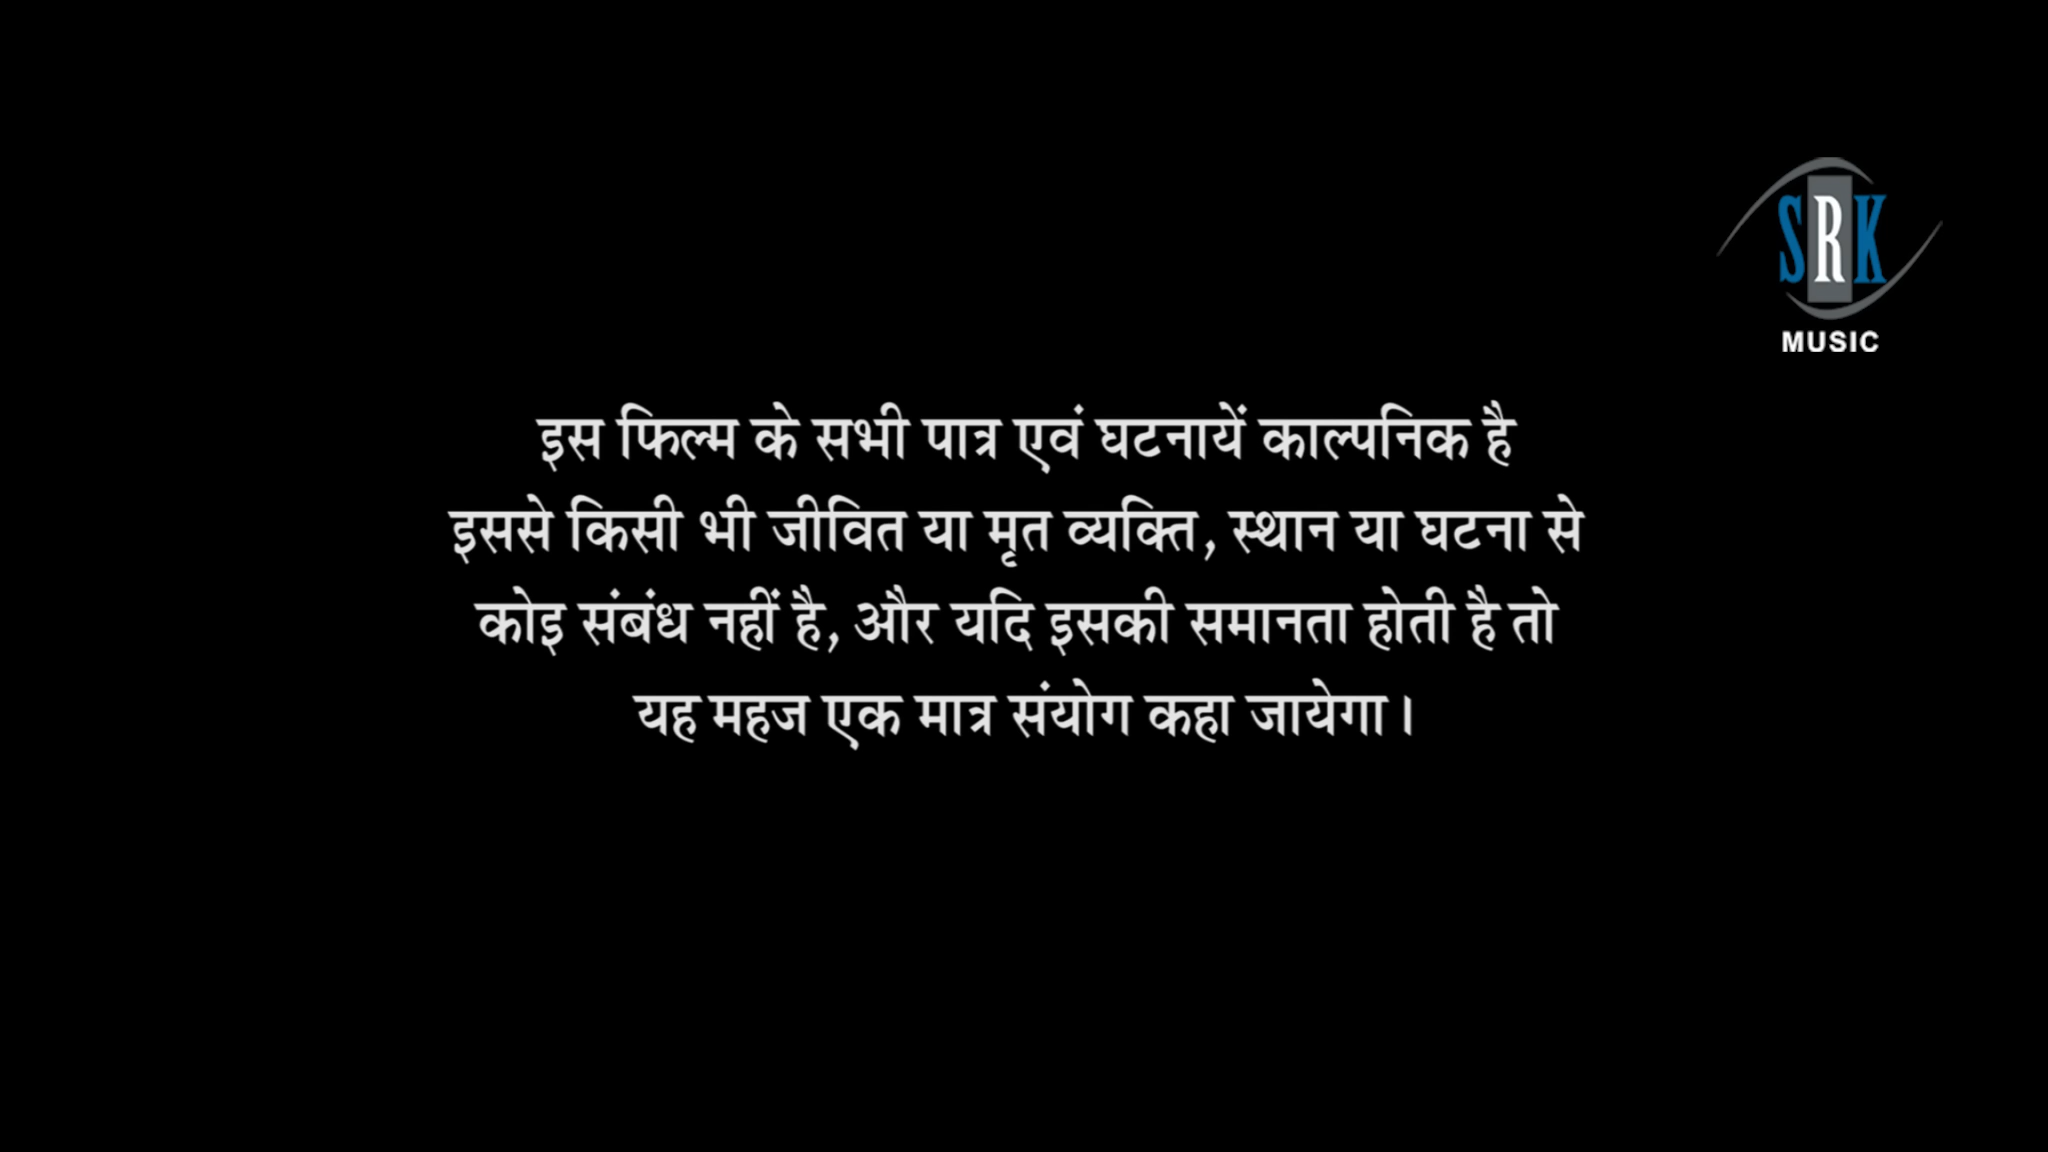 SRK
MUSIC
इस फिल्म के सभी पात्र एवं घटनायें काल्पनिक है
इससे किसी भी जीवित या मृत व्यक्ति, स्थान या घटना से
कोइ संबंध नहीं है, और यदि इसकी समानता होती है तो
यह महज एक मात्र संयोग कहा जायेगा।